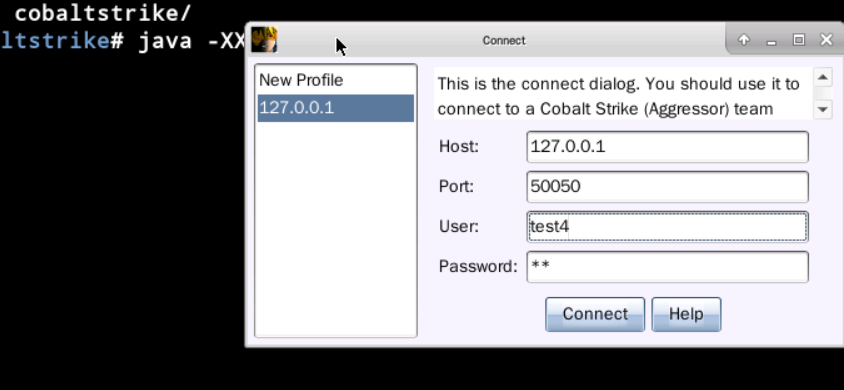 cobaltstrike/
ltstrike# java -XX
Connect
New Profile
127.0.0.1
This is the connect dialog. You should use it to
connect to a Cobalt Strike (Aggressor) team
Host: 127.0.0.1
Port: 50050
User: test4
Password: **
Connect Help